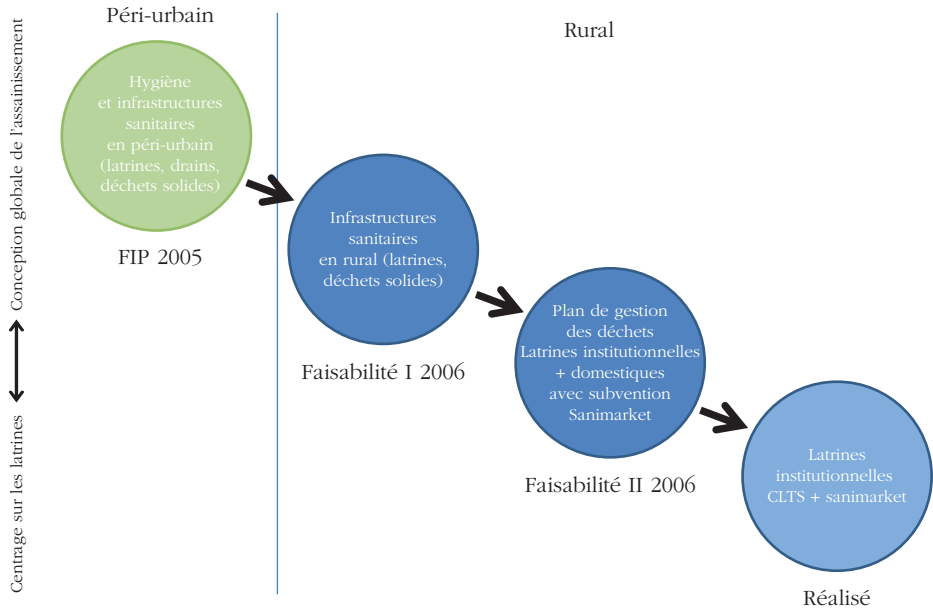 Péri-urbain
Rural
Conception globale de l'assainissement
Centrage sur les latrines
Hygiène
et infrastructures
sanitaires
en péri-urbain
(latrines, drains,
déchets solides)
FIP 2005
Infrastructures
sanitaires
en rural (latrines,
déchets solides)
Faisabilité I 2006
Plan de gestion
des déchets
Latrines institutionnelles
+ domestiques
avec subvention
Sanimarket
Faisabilité II 2006
Latrines
institutionnelles
CLTS + sanimarket
Réalisé